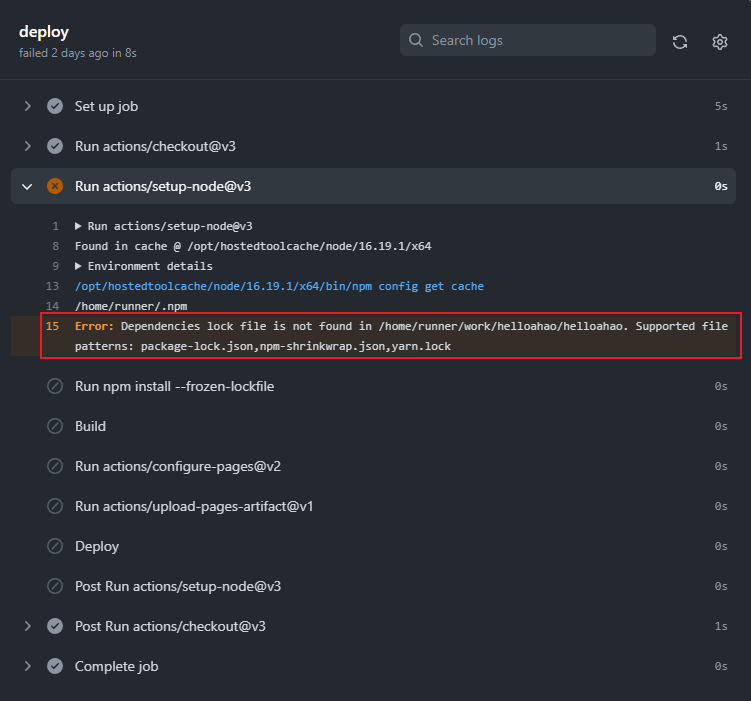 deploy
failed 2 days ago in 8s
Search logs
Set up job 5s
Run actions/checkout@v3 1s
Run actions/setup-node@v3 0s
1 Run actions/setup-node@v3
8 Found in cache @ /opt/hostedtoolcache/node/16.19.1/x64
9 Environment details
13 /opt/hostedtoolcache/node/16.19.1/x64/bin/npm config get cache
14 /home/runner/.npm
15 Error: Dependencies lock file is not found in /home/runner/work/helloahao/helloahao. Supported file
patterns: package-lock.json,npm-shrinkwrap.json,yarn.lock
Run npm install --frozen-lockfile 0s
Build 0s
Run actions/configure-pages@v2 0s
Run actions/upload-pages-artifact@v1 0s
Deploy 0s
Post Run actions/setup-node@v3 0s
Post Run actions/checkout@v3 1s
Complete job 0s